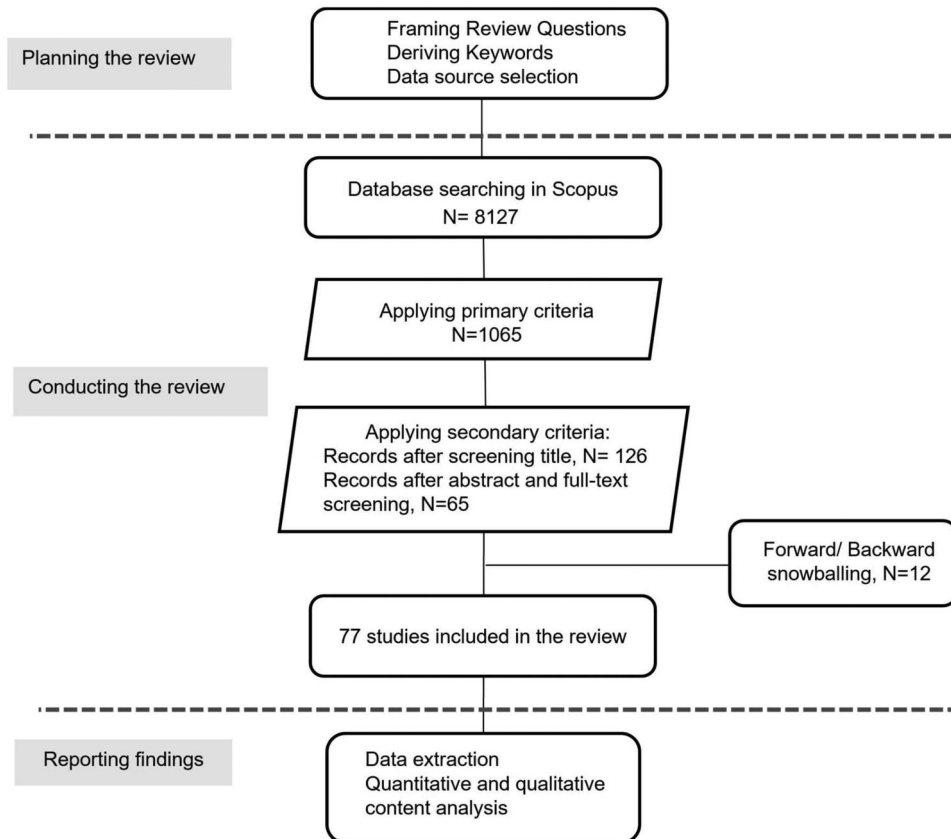 Planning the review
Framing Review Questions
Deriving Keywords
Data source selection
Database searching in Scopus
N= 8127
Applying primary criteria
N=1065
Conducting the review
Applying secondary criteria:
Records after screening title, N= 126
Records after abstract and full-text
screening, N=65
Forward/ Backward
snowballing, N=12
77 studies included in the review
Reporting findings
Data extraction
Quantitative and qualitative
content analysis